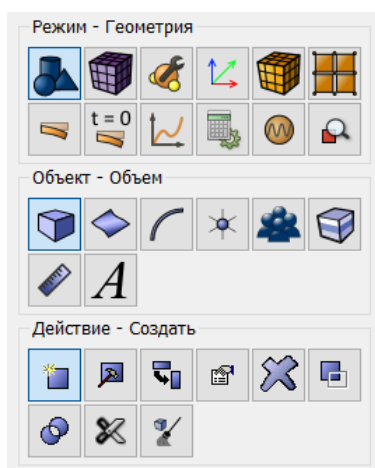 Режим - Геометрия
t = 0
Объект - Объем
A
Действие - Создать